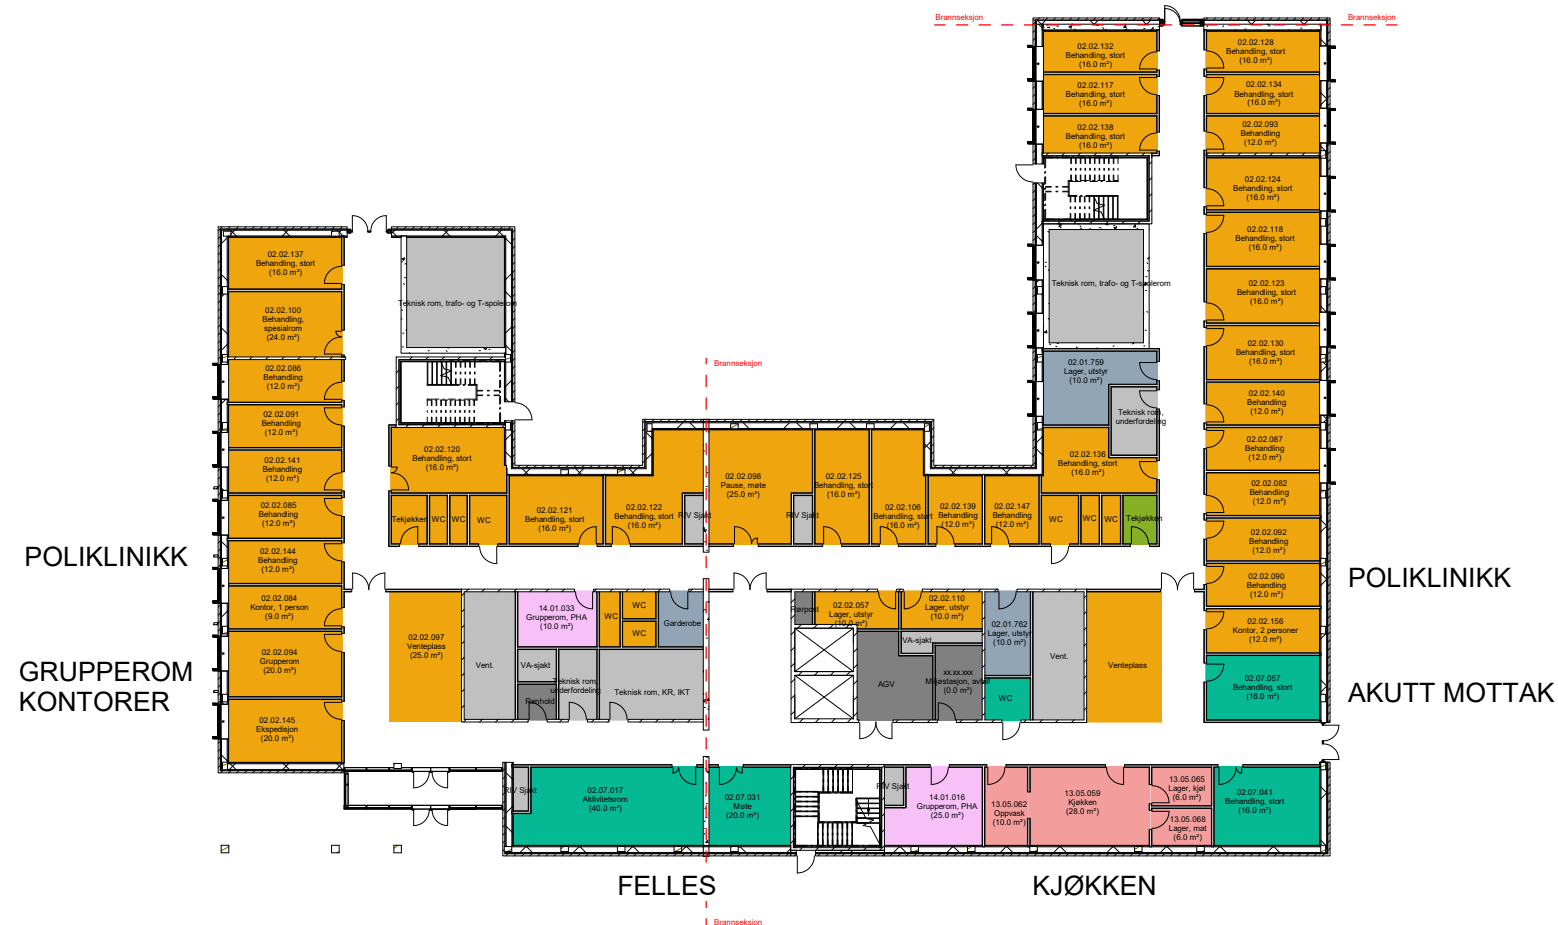 Brannseksjon
Brannseksjon
02.02.132
Behandling, stort
(16.0 m²)
02.02.128
Behandling, stort
(16.0 m²)
02.02.117
Behandling, stort
(16.0 m²)
02.02.134
Behandling, stort
(16.0 m²)
02.02.138
Behandling, stort
(16.0 m²)
02.02.093
Behandling
(12.0 m²)
02.02.124
Behandling, stort
(16.0 m²)
02.02.118
Behandling, stort
(16.0 m²)
02.02.137
Behandling, stort
(16.0 m²)
Teknisk rom, trafo- og T-spolerom
Teknisk rom, trafo- og T-spolerom
02.02.123
Behandling, stort
(16.0 m²)
02.02.100
Behandling,
spesialrom
(24.0 m²)
02.02.130
Behandling, stort
(16.0 m²)
Brannseksjon
02.01.759
Lager, utstyr
(10.0 m²)
02.02.086
Behandling
(12.0 m²)
02.02.140
Behandling
(12.0 m²)
02.02.091
Behandling
(12.0 m²)
Teknisk rom,
underfordeling
02.02.120
Behandling, stort
(16.0 m²)
02.02.136
Behandling, stort
(16.0 m²)
02.02.087
Behandling
(12.0 m²)
02.02.141
Behandling
(12.0 m²)
02.02.098
Pause, møte
(25.0 m²)
02.02.125
Behandling, stort
(16.0 m²)
02.02.082
Behandling
(12.0 m²)
02.02.085
Behandling
(12.0 m²)
Tekjøkken
WC
WC
WC
02.02.121
Behandling, stort
(16.0 m²)
02.02.122
Behandling, stort
(16.0 m²)
RIV Sjakt
RIV Sjakt
02.02.106
Behandling, stort
(16.0 m²)
02.02.139
Behandling
(12.0 m²)
02.02.147
Behandling
(12.0 m²)
WC
WC
WC
Tekjøkken
02.02.092
Behandling
(12.0 m²)
POLIKLINIKK
02.02.144
Behandling
(12.0 m²)
02.02.090
Behandling
(12.0 m²)
POLIKLINIKK
02.02.084
Kontor, 1 person
(9.0 m²)
14.01.033
Grupperom, PHA
(10.0 m²)
WC
WC
WC
Garderobe
Rørpost
02.02.057
Lager, utstyr
(10.0 m²)
02.02.110
Lager, utstyr
(10.0 m²)
02.01.762
Lager, utstyr
(10.0 m²)
02.02.156
Kontor, 2 personer
(12.0 m²)
02.02.097
Venteplass
(25.0 m²)
Vent.
VA-sjakt
VA-sjakt
Vent.
Venteplass
GRUPPEROM
KONTORER
02.02.094
Grupperom
(20.0 m²)
Teknisk rom,
underfordeling
Teknisk rom, KR, IKT
Renhold
AGV
xx.xx.xxx
Miljøstasjon, avfall
(0.0 m²)
WC
02.07.057
Behandling, stort
(16.0 m²)
AKUTT MOTTAK
02.02.145
Ekspedisjon
(20.0 m²)
RIV Sjakt
02.07.017
Aktivitetsrom
(40.0 m²)
02.07.031
Møte
(20.0 m²)
RIV Sjakt
14.01.016
Grupperom, PHA
(25.0 m²)
13.05.062
Oppvask
(10.0 m²)
13.05.059
Kjøkken
(28.0 m²)
13.05.065
Lager, kjøl
(6.0 m²)
13.05.068
Lager, mat
(6.0 m²)
02.07.041
Behandling, stort
(16.0 m²)
FELLES
KJØKKEN
Brannseksjon